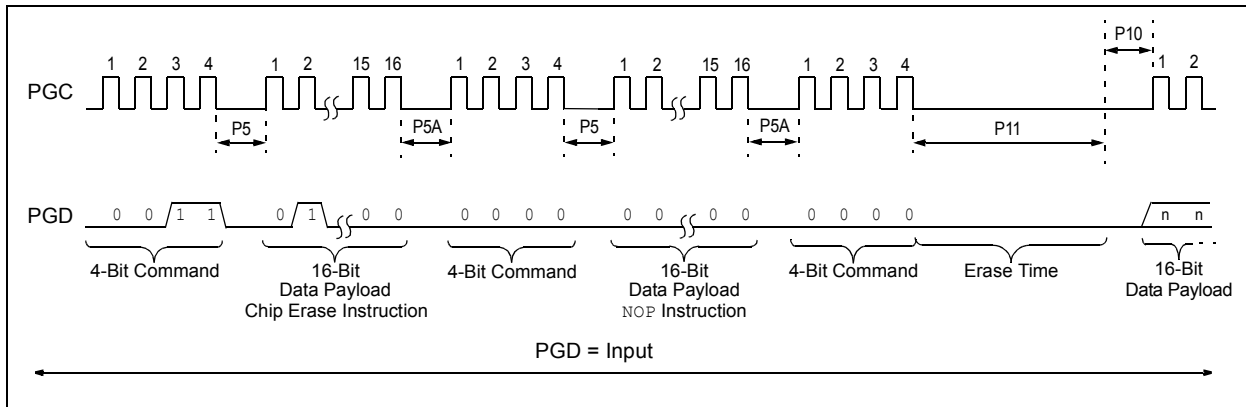 P10
1 2 3 4 1 2 15 16 1 2 3 4 1 2 15 16 1 2 3 4 1 2
PGC
P5 P5A P5 P5A P11
PGD
0 0 1 1 0 1 0 0 0 0 0 0 0 0 0 0 0 0 0 0 n n
4-Bit Command
16-Bit
Data Payload
Chip Erase Instruction
4-Bit Command
16-Bit
Data Payload
NOP Instruction
4-Bit Command
Erase Time
16-Bit
Data Payload
PGD = Input